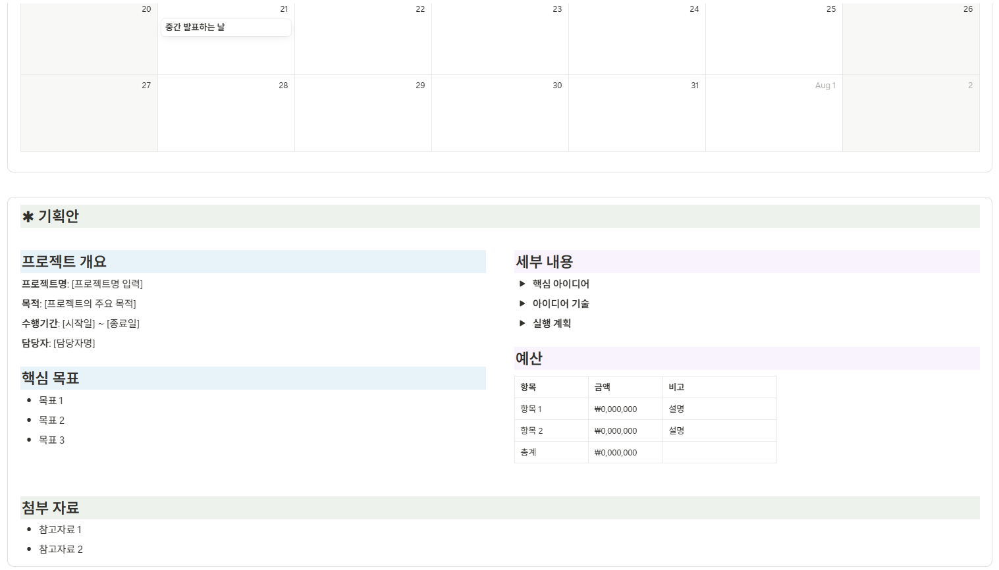 20 21 22 23 24 25 26
중간 발표하는 날
27 28 29 30 31 Aug 1 2
✱ 기획안
프로젝트 개요
프로젝트명: [프로젝트명 입력]
목적: [프로젝트의 주요 목적]
수행기간: [시작일] ~ [종료일]
담당자: [담당자명]
핵심 목표
• 목표 1
• 목표 2
• 목표 3
세부 내용
▶ 핵심 아이디어
▶ 아이디어 기술
▶ 실행 계획
예산
항목 금액 비고
항목 1 ₩0,000,000 설명
항목 2 ₩0,000,000 설명
총계 ₩0,000,000
첨부 자료
• 참고자료 1
• 참고자료 2